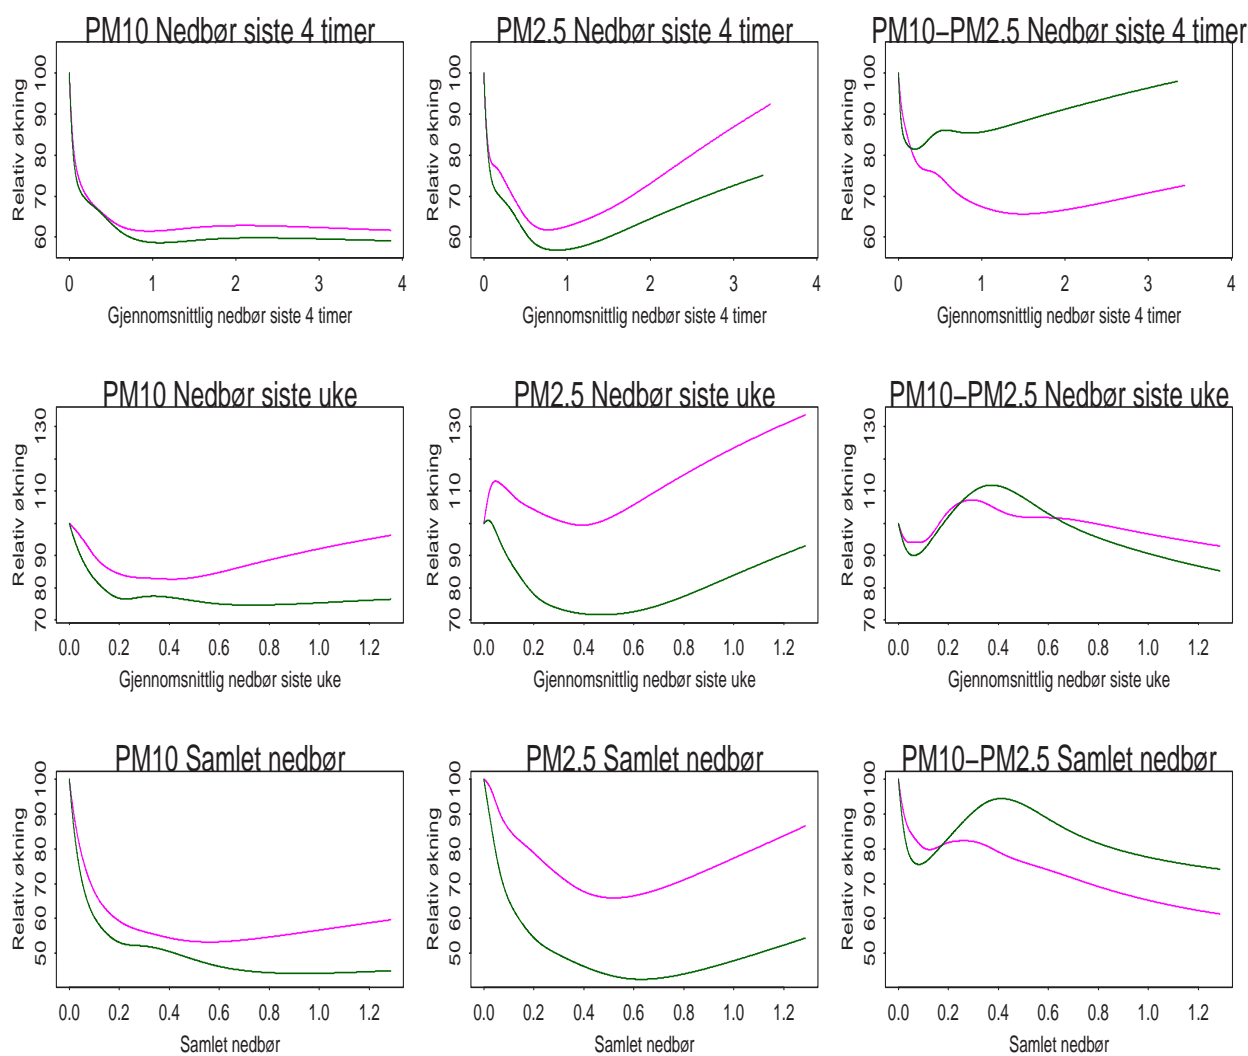 PM10 Nedbør siste 4 timer
Relativ økning
60 70 80 90 100
0 1 2 3 4
Gjennomsnittlig nedbør siste 4 timer
PM2.5 Nedbør siste 4 timer
Relativ økning
60 70 80 90 100
0 1 2 3 4
Gjennomsnittlig nedbør siste 4 timer
PM10−PM2.5 Nedbør siste 4 timer
Relativ økning
60 70 80 90 100
0 1 2 3 4
Gjennomsnittlig nedbør siste 4 timer
PM10 Nedbør siste uke
Relativ økning
70 80 90 110 130
0.0 0.2 0.4 0.6 0.8 1.0 1.2
Gjennomsnittlig nedbør siste uke
PM2.5 Nedbør siste uke
Relativ økning
70 80 90 110 130
0.0 0.2 0.4 0.6 0.8 1.0 1.2
Gjennomsnittlig nedbør siste uke
PM10−PM2.5 Nedbør siste uke
Relativ økning
70 80 90 110 130
0.0 0.2 0.4 0.6 0.8 1.0 1.2
Gjennomsnittlig nedbør siste uke
PM10 Samlet nedbør
Relativ økning
50 60 70 80 90 100
0.0 0.2 0.4 0.6 0.8 1.0 1.2
Samlet nedbør
PM2.5 Samlet nedbør
Relativ økning
50 60 70 80 90 100
0.0 0.2 0.4 0.6 0.8 1.0 1.2
Samlet nedbør
PM10−PM2.5 Samlet nedbør
Relativ økning
50 60 70 80 90 100
0.0 0.2 0.4 0.6 0.8 1.0 1.2
Samlet nedbør